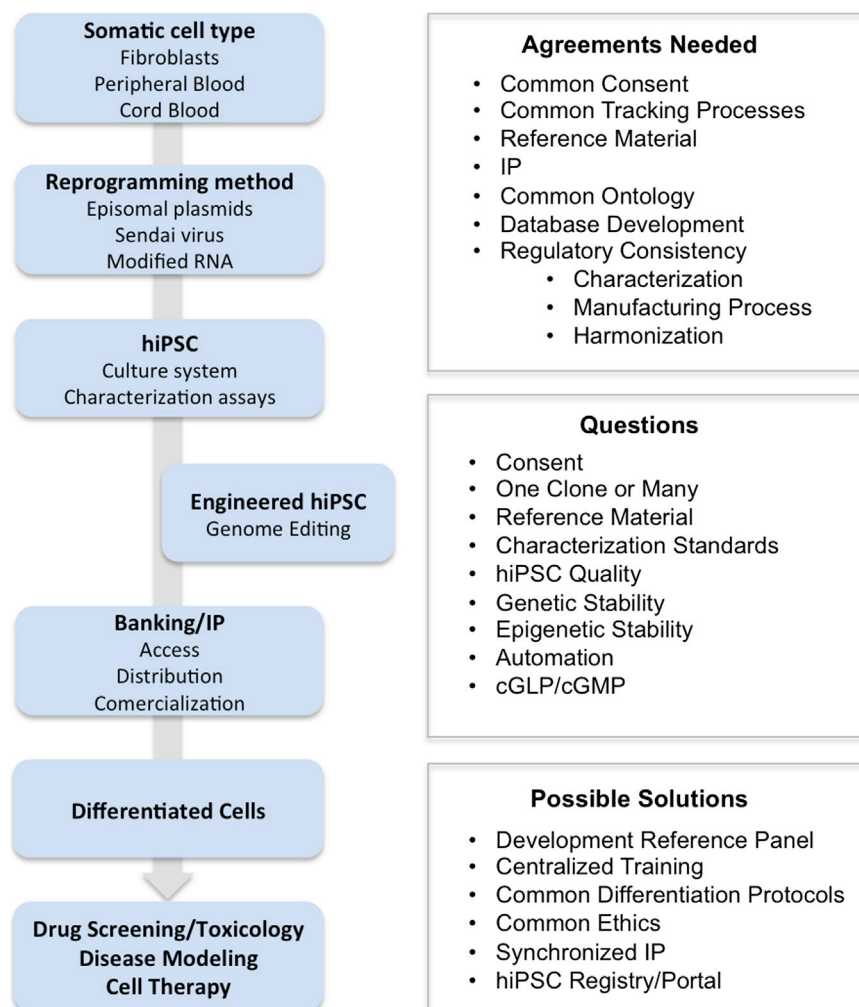 Somatic cell type
Fibroblasts
Peripheral Blood
Cord Blood
Reprogramming method
Episomal plasmids
Sendai virus
Modified RNA
hiPSC
Culture system
Characterization assays
Engineered hiPSC
Genome Editing
Banking/IP
Access
Distribution
Comercialization
Differentiated Cells
Drug Screening/Toxicology
Disease Modeling
Cell Therapy
Agreements Needed
• Common Consent
• Common Tracking Processes
• Reference Material
• IP
• Common Ontology
• Database Development
• Regulatory Consistency
• Characterization
• Manufacturing Process
• Harmonization
Questions
• Consent
• One Clone or Many
• Reference Material
• Characterization Standards
• hiPSC Quality
• Genetic Stability
• Epigenetic Stability
• Automation
• cGLP/cGMP
Possible Solutions
• Development Reference Panel
• Centralized Training
• Common Differentiation Protocols
• Common Ethics
• Synchronized IP
• hiPSC Registry/Portal